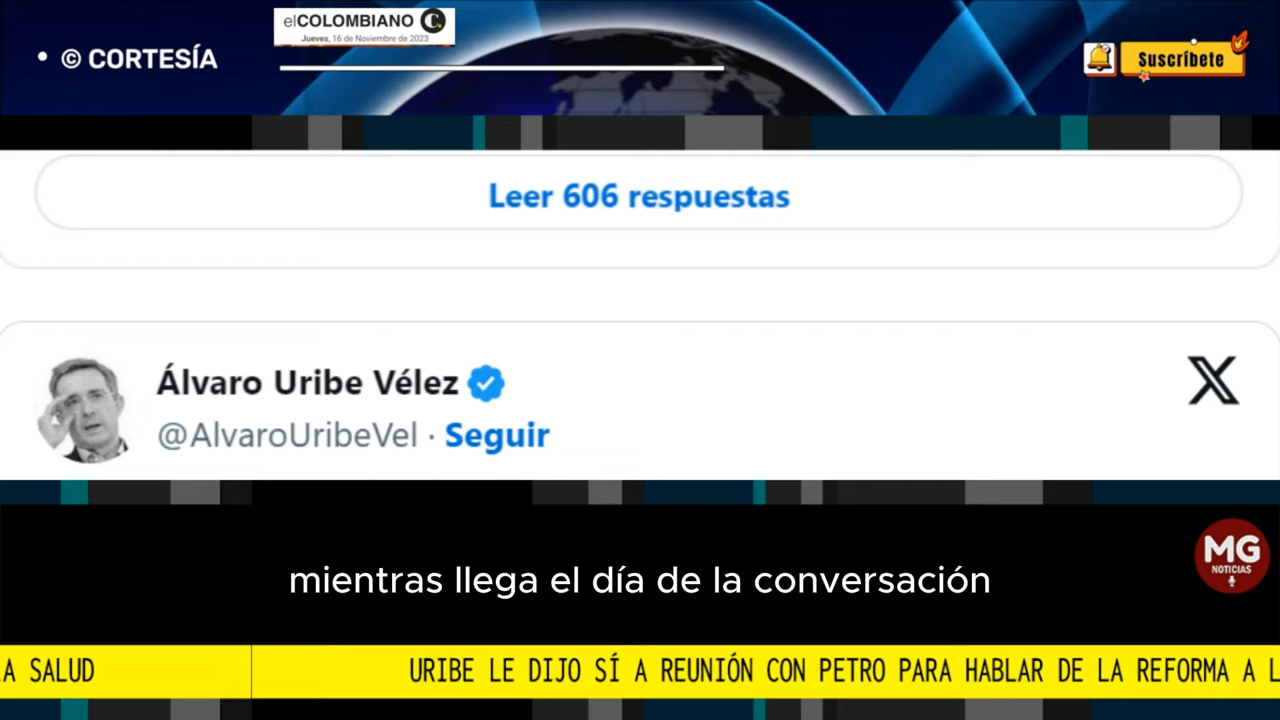 elCOLOMBIANO C
Jueves, 16 de Noviembre de 2023
• © CORTESÍA
Suscríbete
Leer 606 respuestas
Álvaro Uribe Vélez
@AlvaroUribeVel · Seguir
X
MG
NOTICIAS
mientras llega el día de la conversación
A SALUD
URIBE LE DIJO SÍ A REUNIÓN CON PETRO PARA HABLAR DE LA REFORMA A L